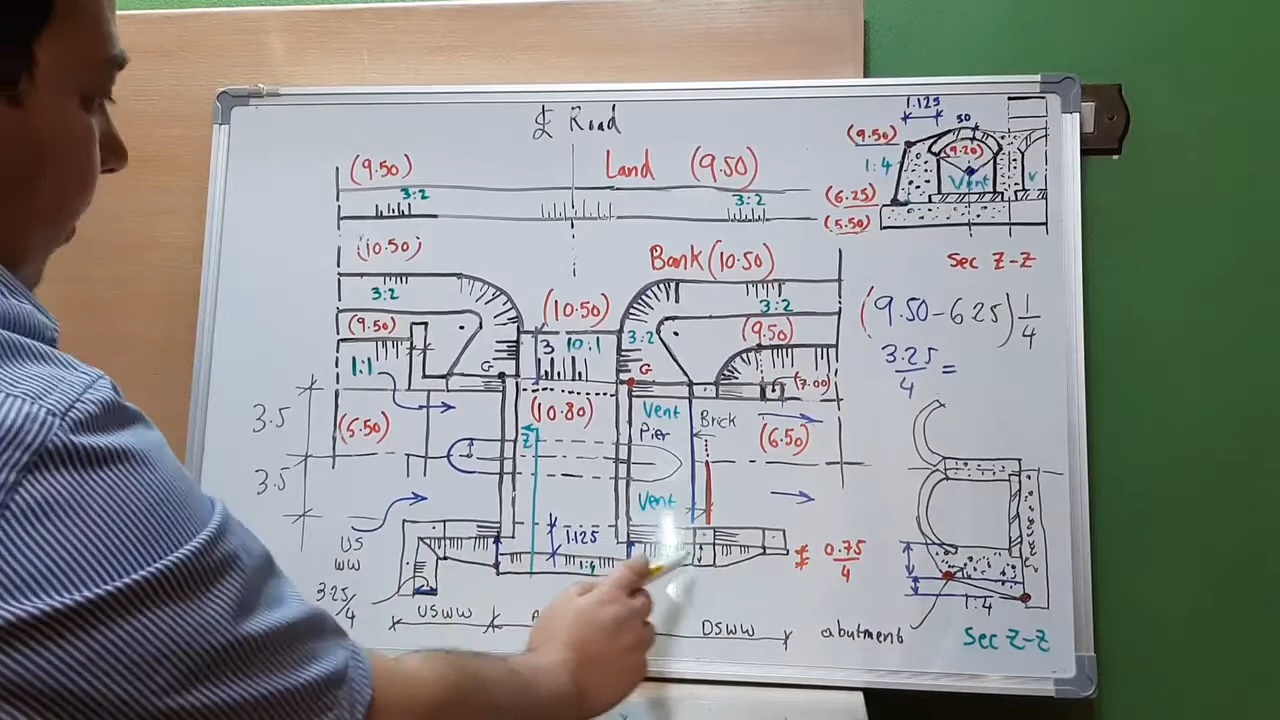 ℄ Road
(9.50)
Land (9.50)
3:2
3:2
(10.50)
Bank (10.50)
3:2
3:2
(10.50)
(9.50)
3
10:1
3:2
(9.50)
1:1
G
G
(7.00)
3.5
(5.50)
(10.80)
Vent
Pier
Brick
(6.50)
Z
3.5
Vent
US
WW
1.125
0.75
4
3.25/
4
USWW
DSWW
1.125
50
(9.50)
(9.20)
1:4
Vent
V
(6.25)
(5.50)
Sec Z-Z
(9.50-6.25) 1
4
3.25
4 =
1:4
abutment
Sec Z-Z